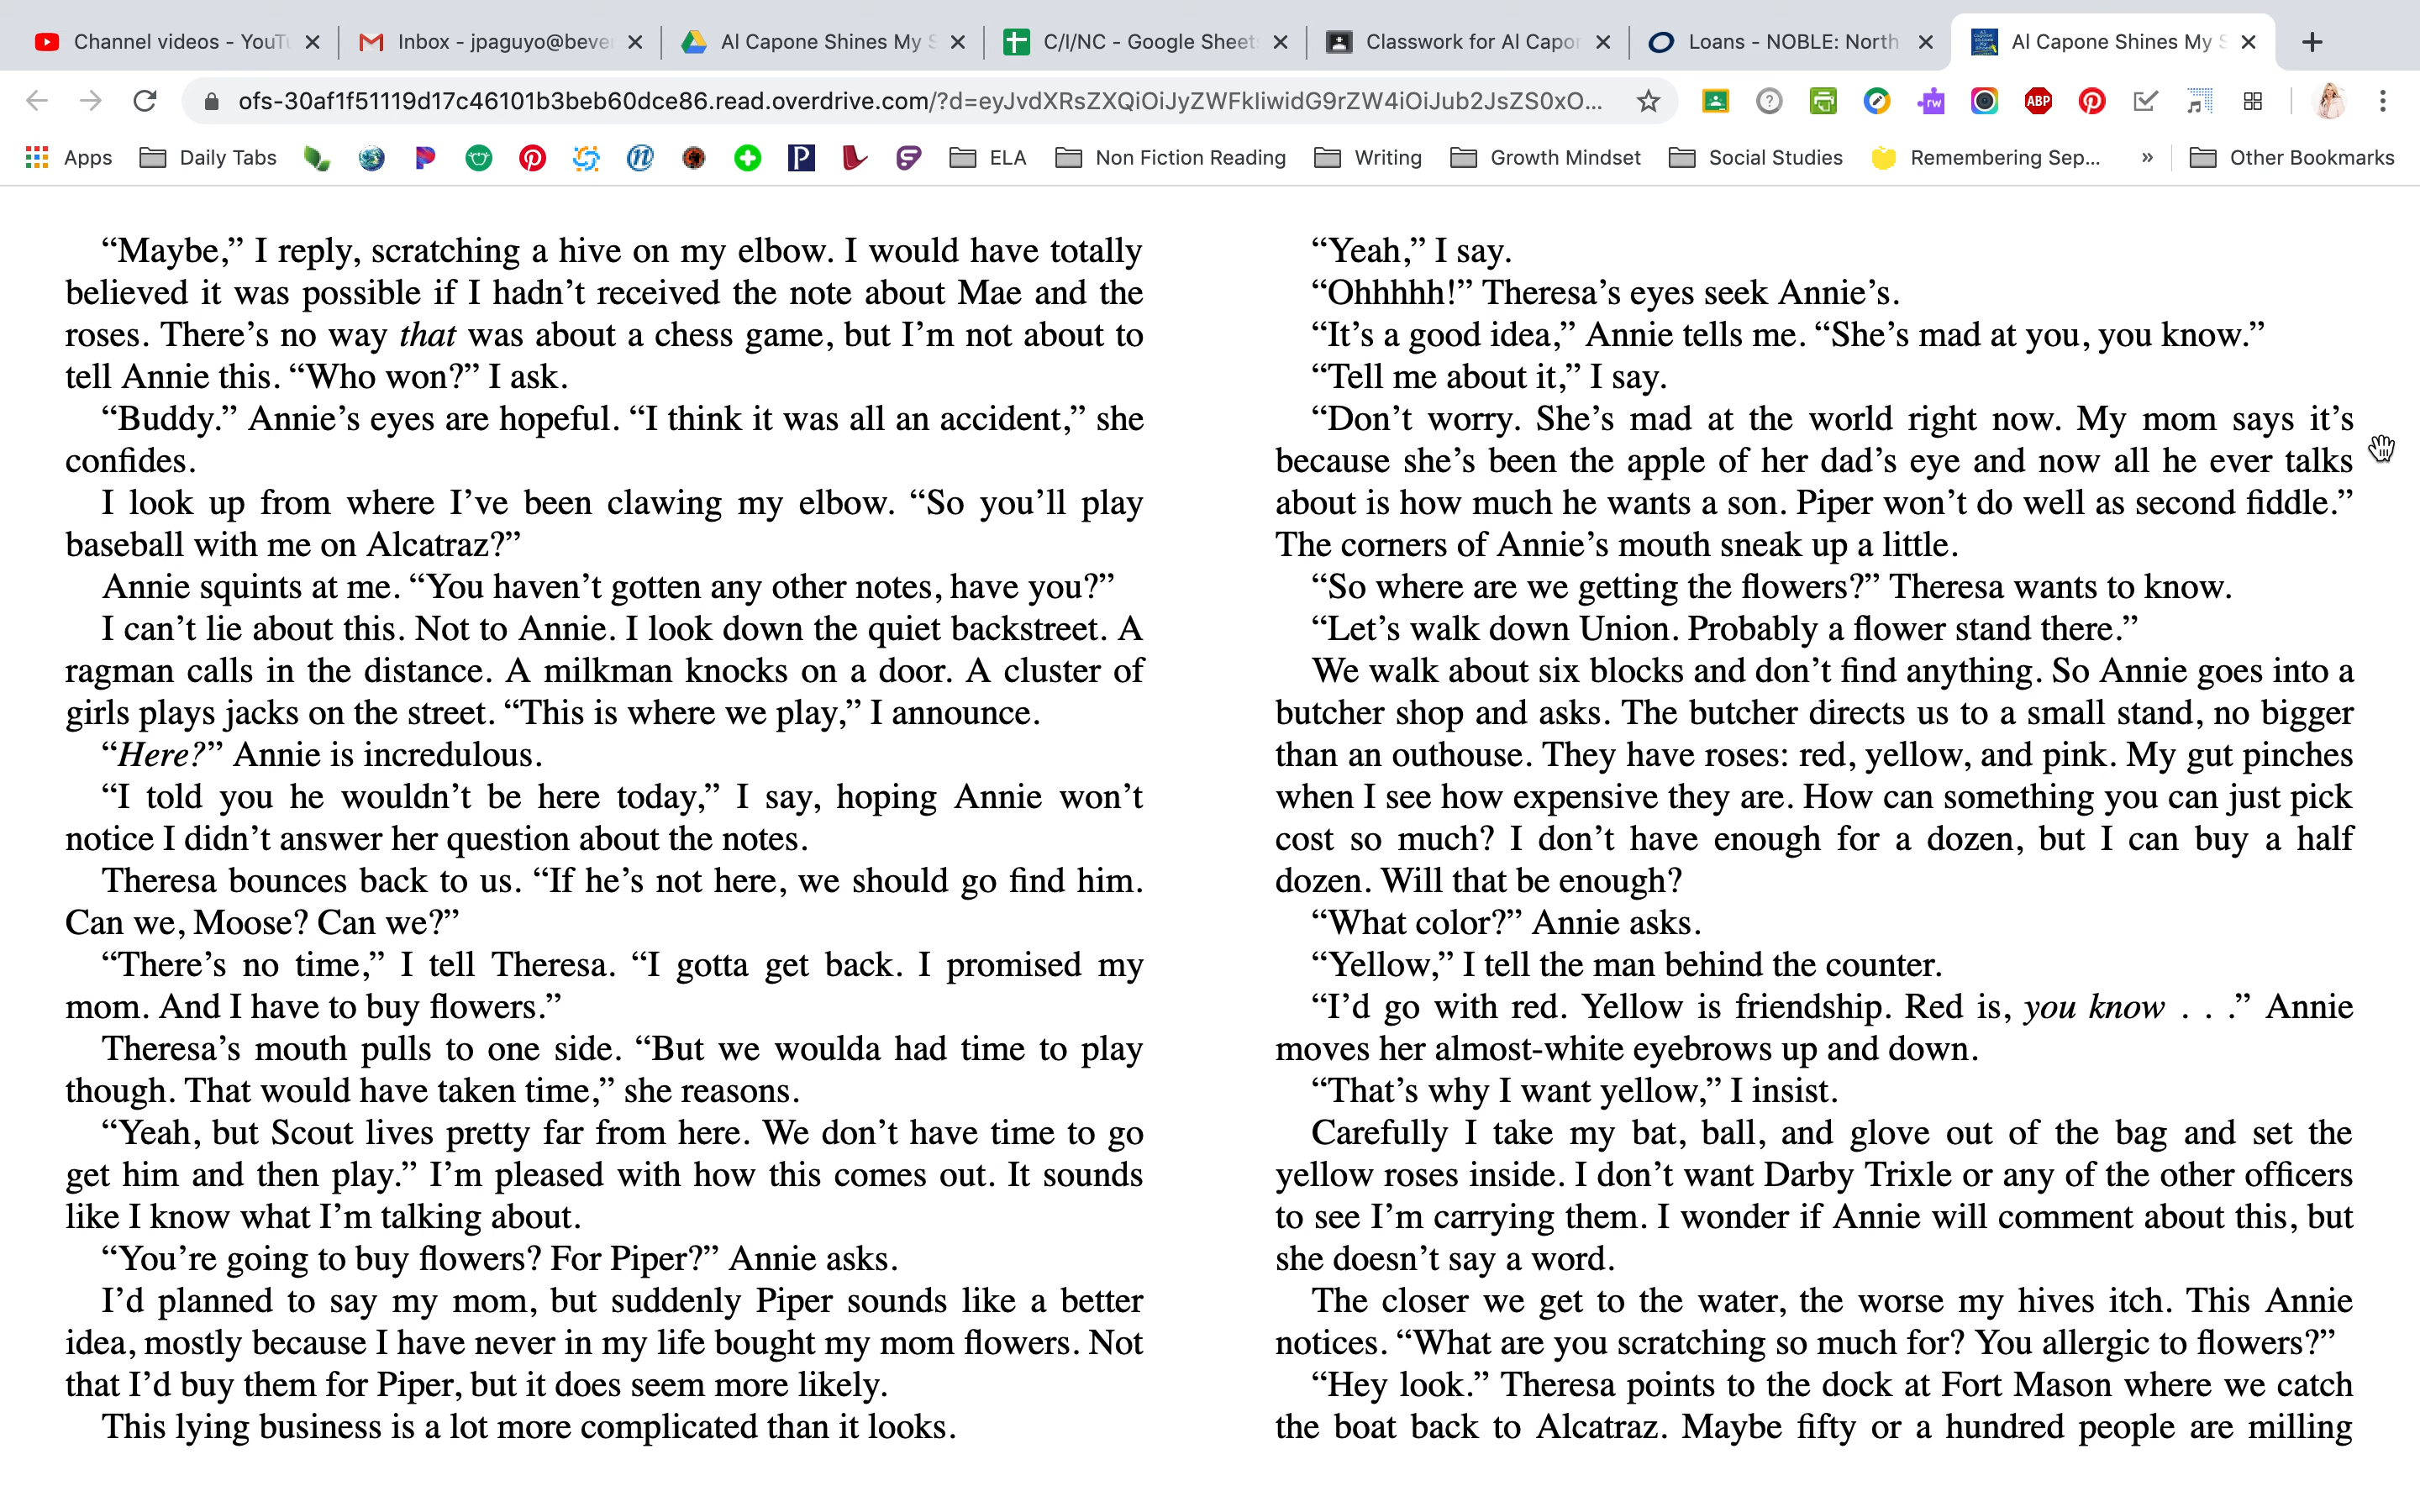 Channel videos - YouT
Inbox - jpaguyo@beve
Al Capone Shines My S
C/I/NC - Google Sheet
Classwork for Al Capo
Loans - NOBLE: North
Al Capone Shines My S
ofs-30af1f51119d17c46101b3beb60dce86.read.overdrive.com/?d=eyJvdXRsZXQiOiJyZWFkIiwidG9rZW4iOiJub2JsZS0xO...
rw
ABP
Apps
Daily Tabs
ELA
Non Fiction Reading
Writing
Growth Mindset
Social Studies
Remembering Sep...
»
Other Bookmarks
“Maybe,” I reply, scratching a hive on my elbow. I would have totally
believed it was possible if I hadn’t received the note about Mae and the
roses. There’s no way that was about a chess game, but I’m not about to
tell Annie this. “Who won?” I ask.
“Buddy.” Annie’s eyes are hopeful. “I think it was all an accident,” she
confides.
I look up from where I’ve been clawing my elbow. “So you’ll play
baseball with me on Alcatraz?”
Annie squints at me. “You haven’t gotten any other notes, have you?”
I can’t lie about this. Not to Annie. I look down the quiet backstreet. A
ragman calls in the distance. A milkman knocks on a door. A cluster of
girls plays jacks on the street. “This is where we play,” I announce.
“Here?” Annie is incredulous.
“I told you he wouldn’t be here today,” I say, hoping Annie won’t
notice I didn’t answer her question about the notes.
Theresa bounces back to us. “If he’s not here, we should go find him.
Can we, Moose? Can we?”
“There’s no time,” I tell Theresa. “I gotta get back. I promised my
mom. And I have to buy flowers.”
Theresa’s mouth pulls to one side. “But we woulda had time to play
though. That would have taken time,” she reasons.
“Yeah, but Scout lives pretty far from here. We don’t have time to go
get him and then play.” I’m pleased with how this comes out. It sounds
like I know what I’m talking about.
“You’re going to buy flowers? For Piper?” Annie asks.
I’d planned to say my mom, but suddenly Piper sounds like a better
idea, mostly because I have never in my life bought my mom flowers. Not
that I’d buy them for Piper, but it does seem more likely.
This lying business is a lot more complicated than it looks.
“Yeah,” I say.
“Ohhhhh!” Theresa’s eyes seek Annie’s.
“It’s a good idea,” Annie tells me. “She’s mad at you, you know.”
“Tell me about it,” I say.
“Don’t worry. She’s mad at the world right now. My mom says it’s
because she’s been the apple of her dad’s eye and now all he ever talks
about is how much he wants a son. Piper won’t do well as second fiddle.”
The corners of Annie’s mouth sneak up a little.
“So where are we getting the flowers?” Theresa wants to know.
“Let’s walk down Union. Probably a flower stand there.”
We walk about six blocks and don’t find anything. So Annie goes into a
butcher shop and asks. The butcher directs us to a small stand, no bigger
than an outhouse. They have roses: red, yellow, and pink. My gut pinches
when I see how expensive they are. How can something you can just pick
cost so much? I don’t have enough for a dozen, but I can buy a half
dozen. Will that be enough?
“What color?” Annie asks.
“Yellow,” I tell the man behind the counter.
“I’d go with red. Yellow is friendship. Red is, you know . . .” Annie
moves her almost-white eyebrows up and down.
“That’s why I want yellow,” I insist.
Carefully I take my bat, ball, and glove out of the bag and set the
yellow roses inside. I don’t want Darby Trixle or any of the other officers
to see I’m carrying them. I wonder if Annie will comment about this, but
she doesn’t say a word.
The closer we get to the water, the worse my hives itch. This Annie
notices. “What are you scratching so much for? You allergic to flowers?”
“Hey look.” Theresa points to the dock at Fort Mason where we catch
the boat back to Alcatraz. Maybe fifty or a hundred people are milling